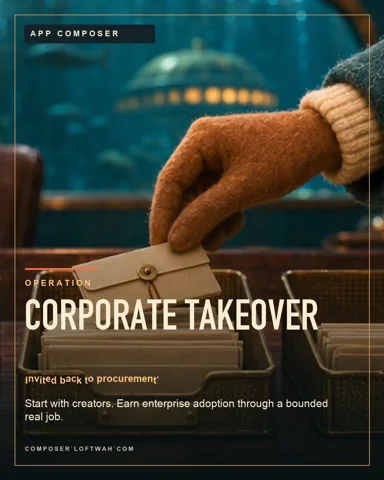 APP COMPOSER
OPERATION
CORPORATE TAKEOVER
Invited back to procurement'
Start with creators. Earn enterprise adoption through a bounded
real job.
COMPOSER'LOFTWAH'COM